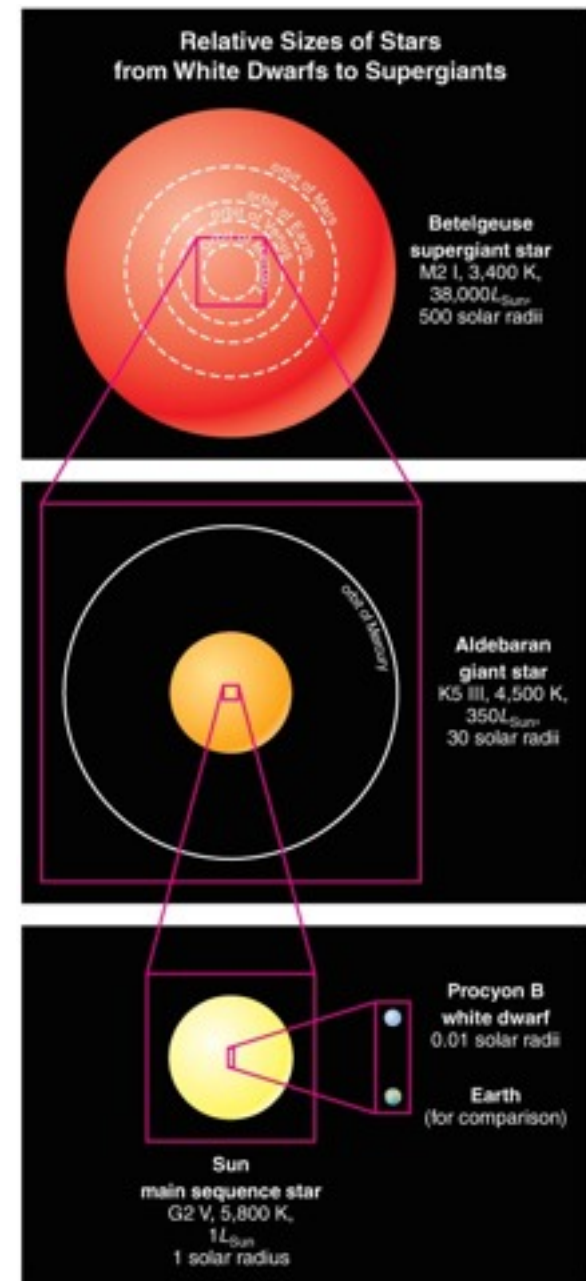 Relative Sizes of Stars
from White Dwarfs to Supergiants
orbit of Mars
orbit of Earth
orbit of Venus
Betelgeuse
supergiant star
M2 I, 3,400 K,
38,000L_Sun,
500 solar radii
orbit of Mercury
Aldebaran
giant star
K5 III, 4,500 K,
350L_Sun,
30 solar radii
Procyon B
white dwarf
0.01 solar radii
Earth
(for comparison)
Sun
main sequence star
G2 V, 5,800 K,
1L_Sun
1 solar radius